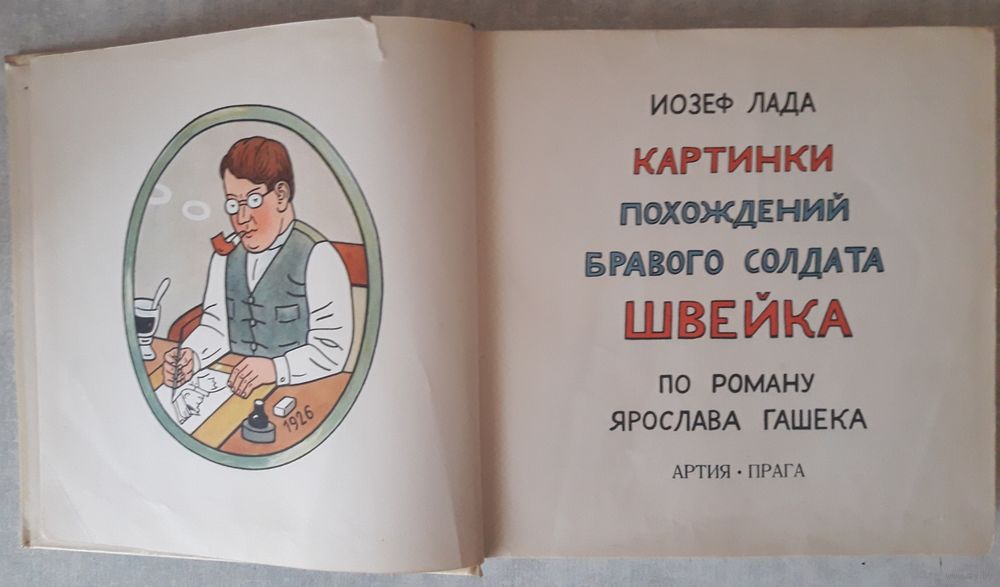 1926
ИОЗЕФ ЛАДА
КАРТИНКИ
ПОХОЖДЕНИЙ
БРАВОГО СОЛДАТА
ШВЕЙКА
ПО РОМАНУ
ЯРОСЛАВА ГАШЕКА
АРТИЯ • ПРАГА